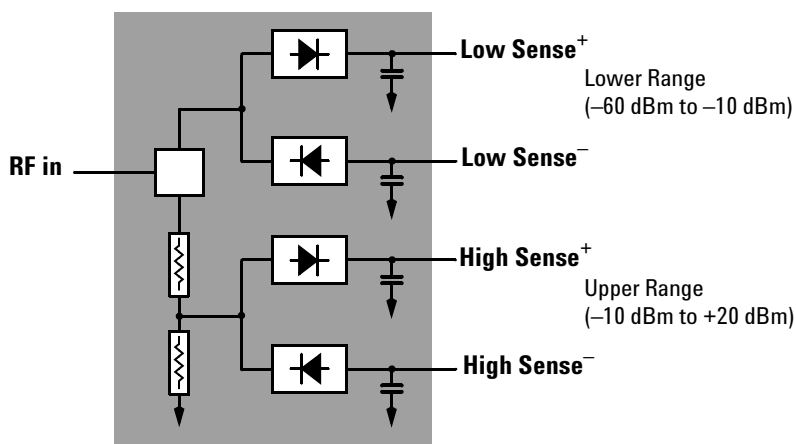 Low Sense⁺
Lower Range
(–60 dBm to –10 dBm)
RF in
Low Sense⁻
High Sense⁺
Upper Range
(–10 dBm to +20 dBm)
High Sense⁻